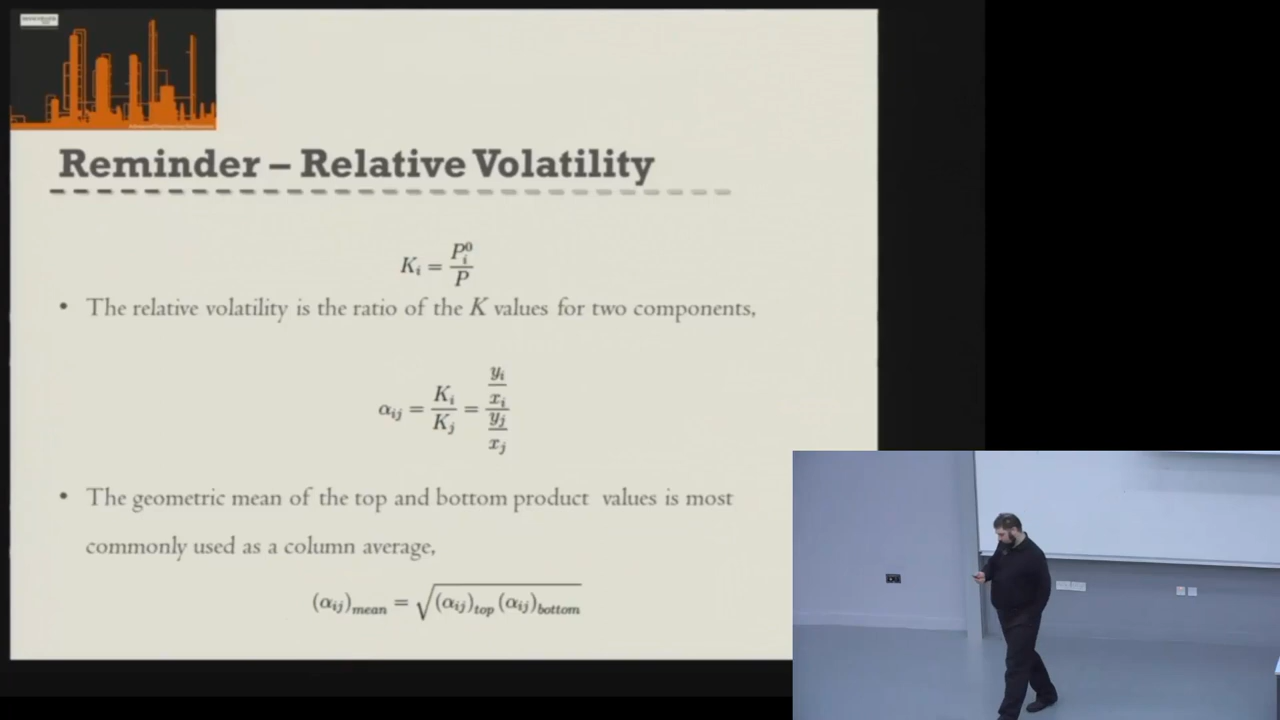 Reminder – Relative Volatility
K_i = P_i^0 / P
• The relative volatility is the ratio of the K values for two components,
α_ij = K_i / K_j = (y_i / x_i) / (y_j / x_j)
• The geometric mean of the top and bottom product values is most
commonly used as a column average,
(α_ij)_mean = √((α_ij)_top (α_ij)_bottom)